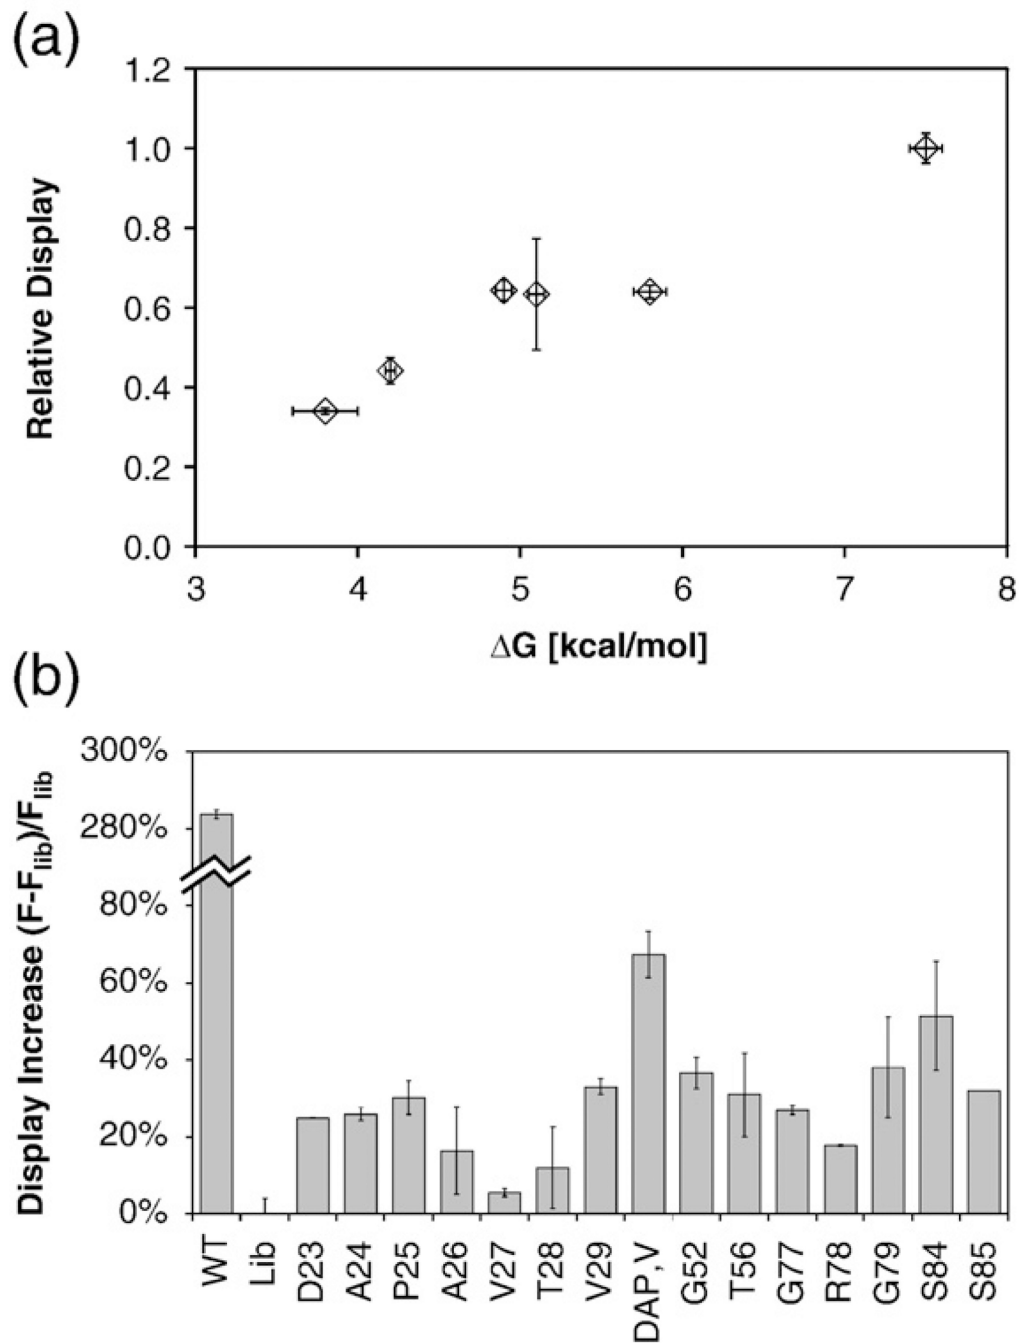 (a)
1.2
1.0
0.8
0.6
0.4
0.2
0.0
Relative Display
3 4 5 6 7 8
ΔG [kcal/mol]
(b)
300%
280%
80%
60%
40%
20%
0%
Display Increase (F-Flib)/Flib
WT Lib D23 A24 P25 A26 V27 T28 V29 DAP,V G52 T56 G77 R78 G79 S84 S85